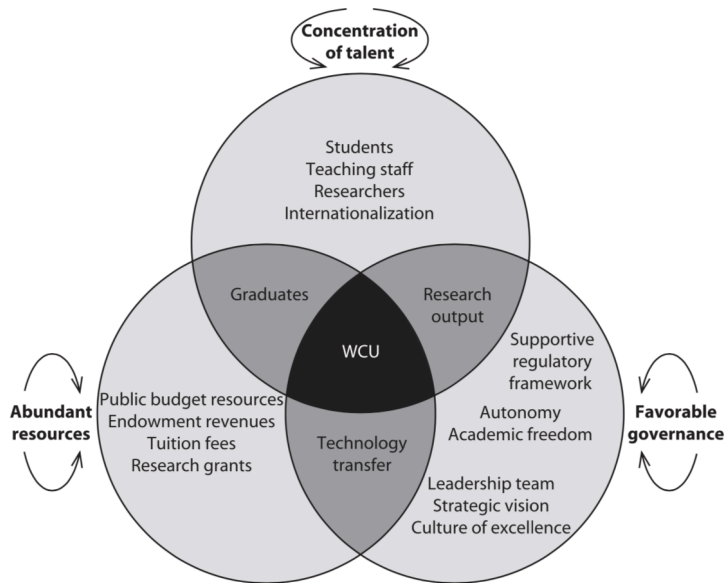 Concentration
of talent
Students
Teaching staff
Researchers
Internationalization
Graduates
Research
output
WCU
Supportive
regulatory
framework
Autonomy
Academic freedom
Leadership team
Strategic vision
Culture of excellence
Public budget resources
Endowment revenues
Tuition fees
Research grants
Technology
transfer
Abundant
resources
Favorable
governance